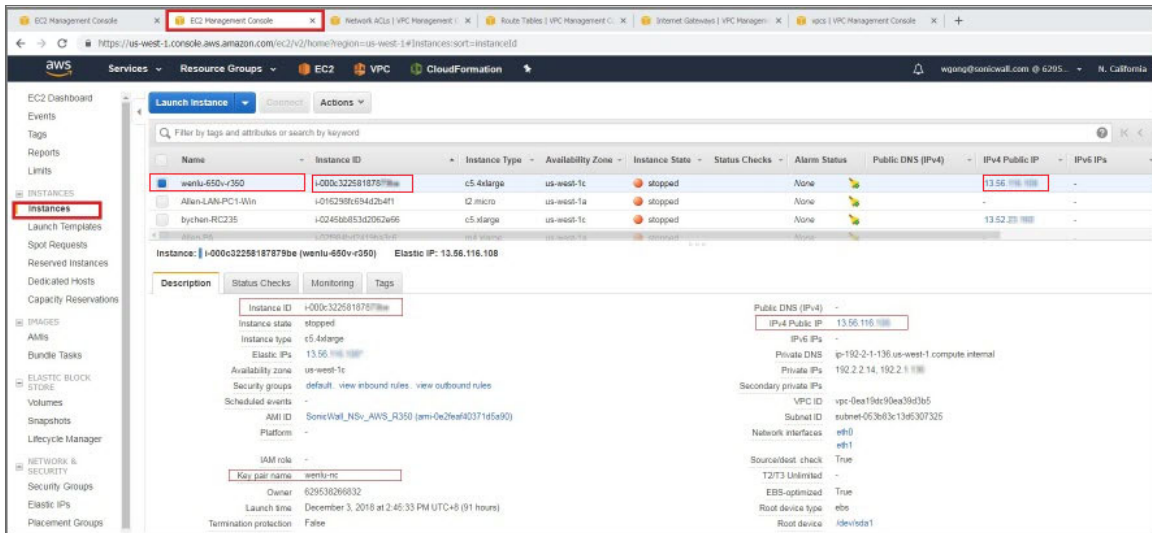 EC2 Management Console
EC2 Management Console
Network ACLs | VPC Management
Route Tables | VPC Management C
Internet Gateways | VPC Managem
vpcs | VPC Management Console
https://us-west-1.console.aws.amazon.com/ec2/v2/home?region=us-west-1#Instances:sort=instanceId
aws Services Resource Groups EC2 VPC CloudFormation wgong@sonicwall.com @ 6295... N. California
EC2 Dashboard
Events
Tags
Reports
Limits
INSTANCES
Instances
Launch Templates
Spot Requests
Reserved Instances
Dedicated Hosts
Capacity Reservations
IMAGES
AMIs
Bundle Tasks
ELASTIC BLOCK STORE
Volumes
Snapshots
Lifecycle Manager
NETWORK & SECURITY
Security Groups
Elastic IPs
Placement Groups
Launch Instance Connect Actions
Filter by tags and attributes or search by keyword
Name Instance ID Instance Type Availability Zone Instance State Status Checks Alarm Status Public DNS (IPv4) IPv4 Public IP IPv6 IPs
wenlu-650v-r350 i-000c322581878 c5.4xlarge us-west-1c stopped None 13.56. -
Allen-LAN-PC1-Win i-016298fc694d2b4f1 t2.micro us-west-1a stopped None - -
bychen-RC235 i-0245bb853d2062e66 c5.xlarge us-west-1c stopped None 13.52. -
Instance: i-000c32258187879be (wenlu-650v-r350) Elastic IP: 13.56.116.108
Description Status Checks Monitoring Tags
Instance ID i-000c322581878
Instance state stopped
Instance type c5.4xlarge
Elastic IPs 13.56.
Availability zone us-west-1c
Security groups default. view inbound rules. view outbound rules
Scheduled events -
AMI ID SonicWall_NSv_AWS_R350 (ami-0e2feaf40371d5a90)
Platform -
IAM role -
Key pair name wenlu-nc
Owner 629538266832
Launch time December 3, 2018 at 2:45:33 PM UTC+8 (91 hours)
Termination protection False
Public DNS (IPv4) -
IPv4 Public IP 13.56.116.
IPv6 IPs -
Private DNS ip-192-2-1-136.us-west-1.compute.internal
Private IPs 192.2.2.14, 192.2.1
Secondary private IPs
VPC ID vpc-0ea19dc90ea39d3b5
Subnet ID subnet-053b83c13d5307325
Network interfaces eth0
eth1
Source/dest. check True
T2/T3 Unlimited -
EBS-optimized True
Root device type ebs
Root device /dev/sda1